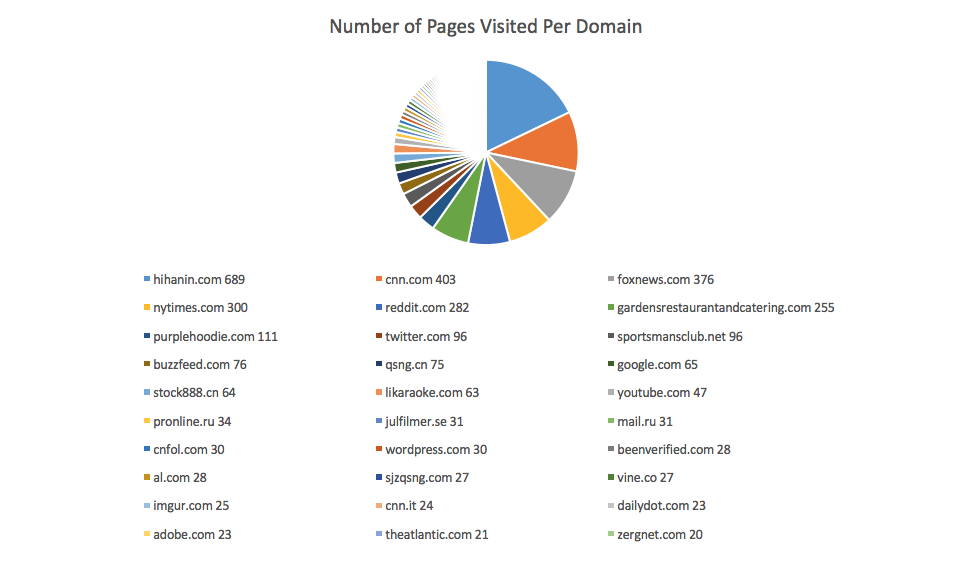 Number of Pages Visited Per Domain
hihanin.com 689 cnn.com 403 foxnews.com 376
nytimes.com 300 reddit.com 282 gardensrestaurantandcatering.com 255
purplehoodie.com 111 twitter.com 96 sportsmansclub.net 96
buzzfeed.com 76 qsng.cn 75 google.com 65
stock888.cn 64 likaraoke.com 63 youtube.com 47
pronline.ru 34 julfilmer.se 31 mail.ru 31
cnfol.com 30 wordpress.com 30 beenverified.com 28
al.com 28 sjzqsng.com 27 vine.co 27
imgur.com 25 cnn.it 24 dailydot.com 23
adobe.com 23 theatlantic.com 21 zergnet.com 20